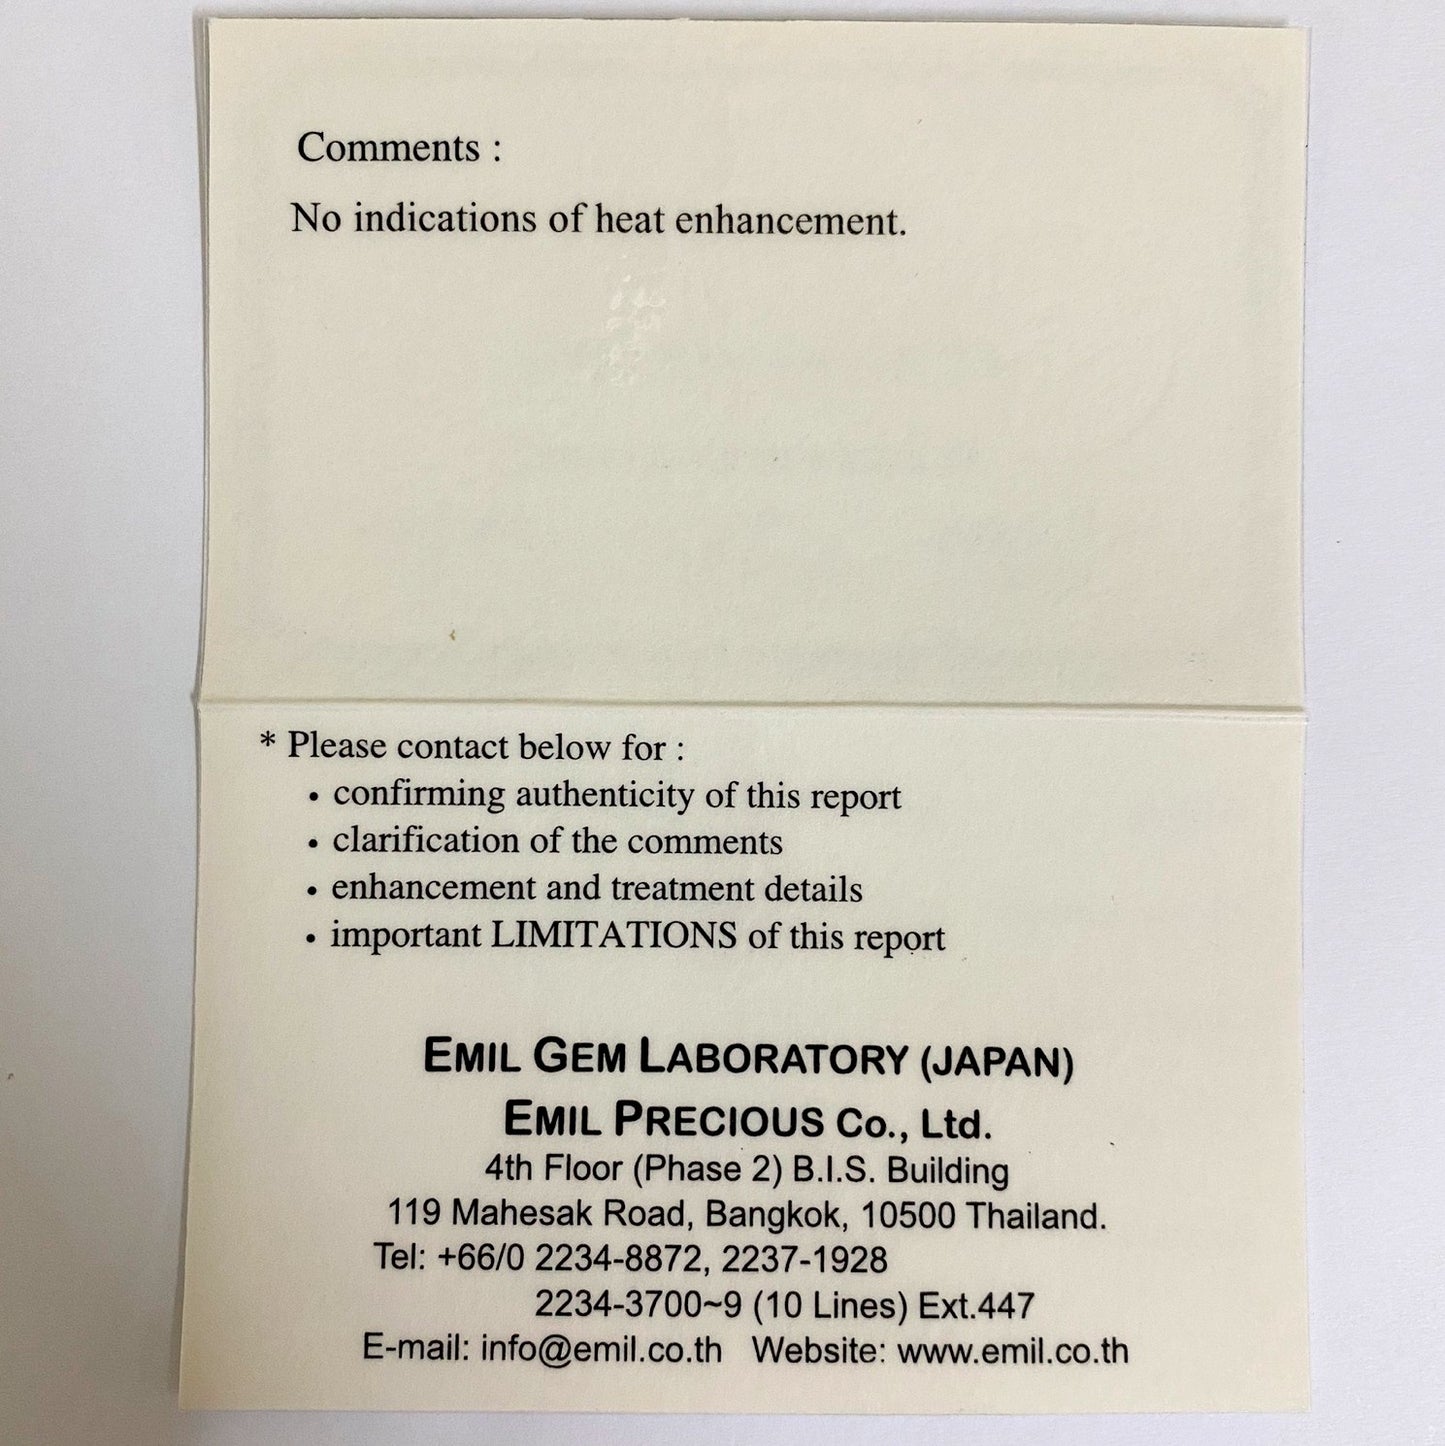 Comments :
No indications of heat enhancement.
* Please contact below for :
• confirming authenticity of this report
• clarification of the comments
• enhancement and treatment details
• important LIMITATIONS of this report
EMIL GEM LABORATORY (JAPAN)
EMIL PRECIOUS Co., Ltd.
4th Floor (Phase 2) B.I.S. Building
119 Mahesak Road, Bangkok, 10500 Thailand.
Tel: +66/0 2234-8872, 2237-1928
2234-3700~9 (10 Lines) Ext.447
E-mail: info@emil.co.th Website: www.emil.co.th